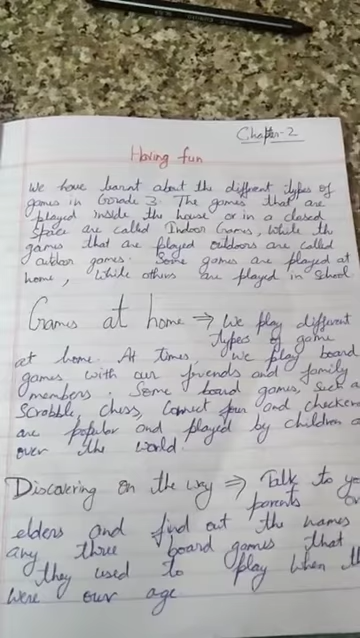 Chapter-2
Having fun
We have learnt about the different types of
games in Grade 3. The games that are
played inside the house or in a closed
space are called Indoor Games, while the
games that are played outdoors are called
outdoor games. Some games are played at
home, while others are played in school
Games at home ⇒ We play different
types of game
at home. At times, we play board
games with our friends and family
members. Some board games, such a
Scrabble, chess, Connect four and checker
are popular and played by children a
over the world.
Discovering on the way ⇒ Talk to yo
parents or
elders and find out the names
any three board games that
they used to play when th
were our age